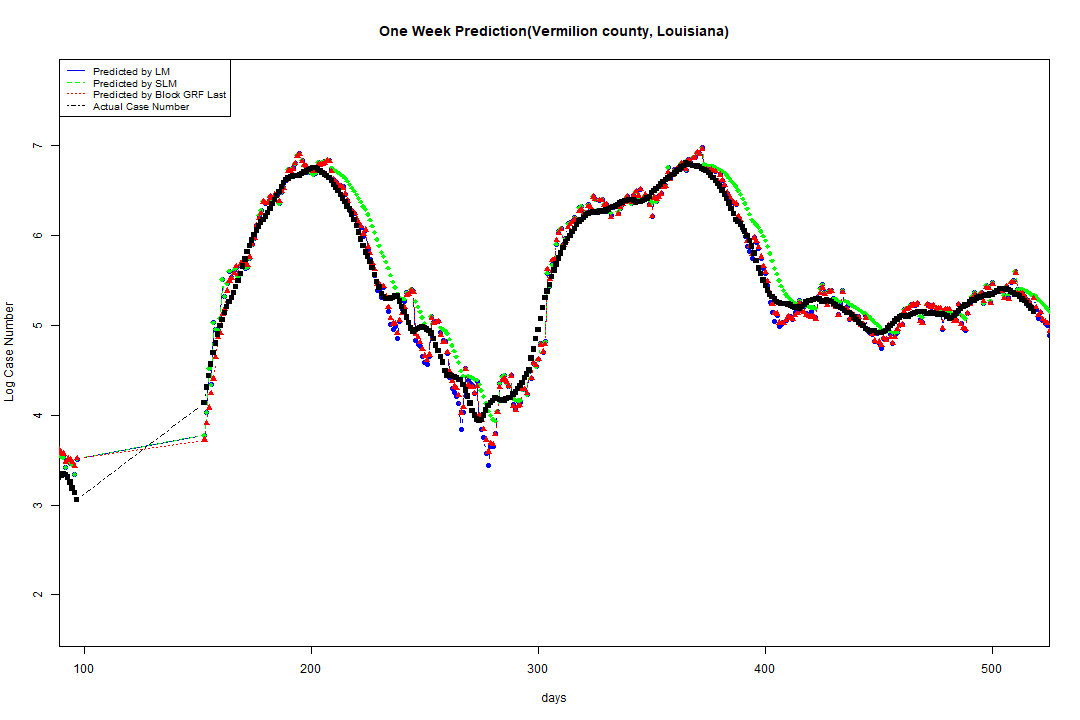 One Week Prediction(Vermilion county, Louisiana)
Predicted by LM
Predicted by SLM
Predicted by Block GRF Last
Actual Case Number
Log Case Number
7
6
5
4
3
2
100 200 300 400 500
days